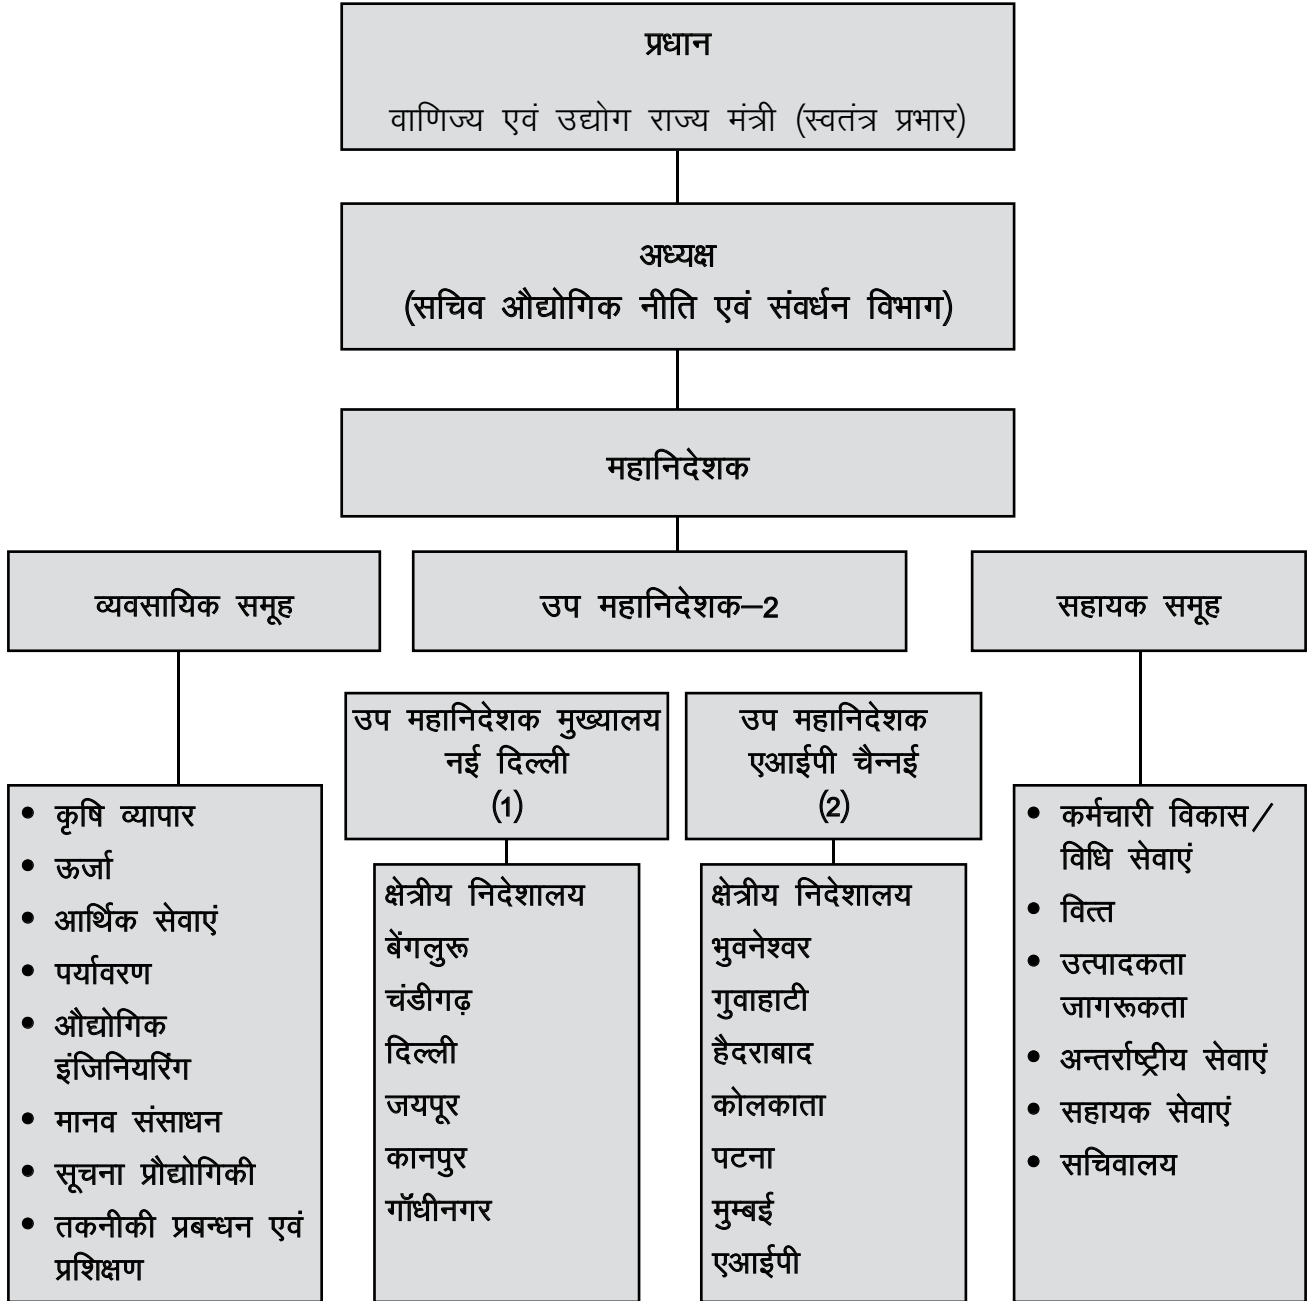 प्रधान
वाणिज्य एवं उद्योग राज्य मंत्री (स्वतंत्र प्रभार)
अध्यक्ष
(सचिव औद्योगिक नीति एवं संवर्धन विभाग)
महानिदेशक
व्यवसायिक समूह
उप महानिदेशक–2
सहायक समूह
उप महानिदेशक मुख्यालय
नई दिल्ली
(1)
उप महानिदेशक
एआईपी चैन्नई
(2)
• कृषि व्यापार
• ऊर्जा
• आर्थिक सेवाएं
• पर्यावरण
• औद्योगिक
इंजिनियरिंग
• मानव संसाधन
• सूचना प्रौद्योगिकी
• तकनीकी प्रबन्धन एवं
प्रशिक्षण
क्षेत्रीय निदेशालय
बेंगलुरू
चंडीगढ़
दिल्ली
जयपूर
कानपुर
गॉधीनगर
क्षेत्रीय निदेशालय
भुवनेश्वर
गुवाहाटी
हैदराबाद
कोलकाता
पटना
मुम्बई
एआईपी
• कर्मचारी विकास/
विधि सेवाएं
• वित्त
• उत्पादकता
जागरूकता
• अन्तर्राष्ट्रीय सेवाएं
• सहायक सेवाएं
• सचिवालय